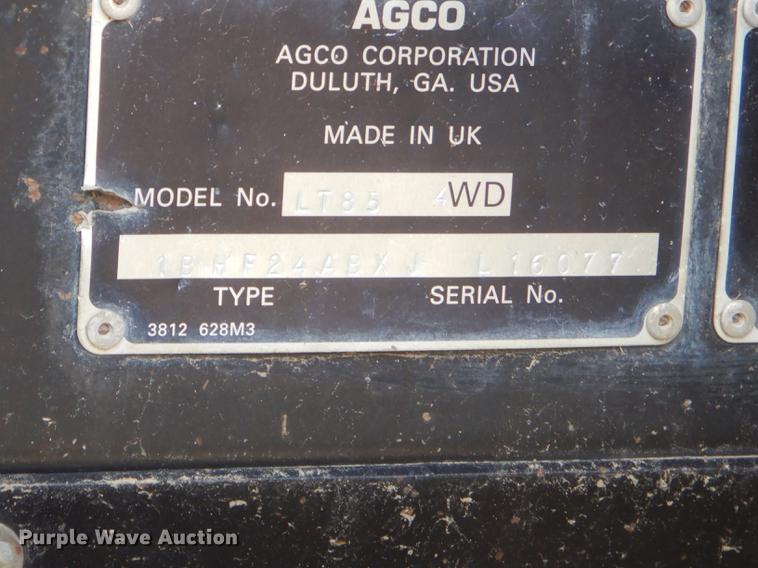 AGCO
AGCO CORPORATION
DULUTH, GA. USA
MADE IN UK
MODEL No. LT85 4WD
1BHF24ABXJ L16077
TYPE SERIAL No.
3812 628M3
Purple Wave Auction